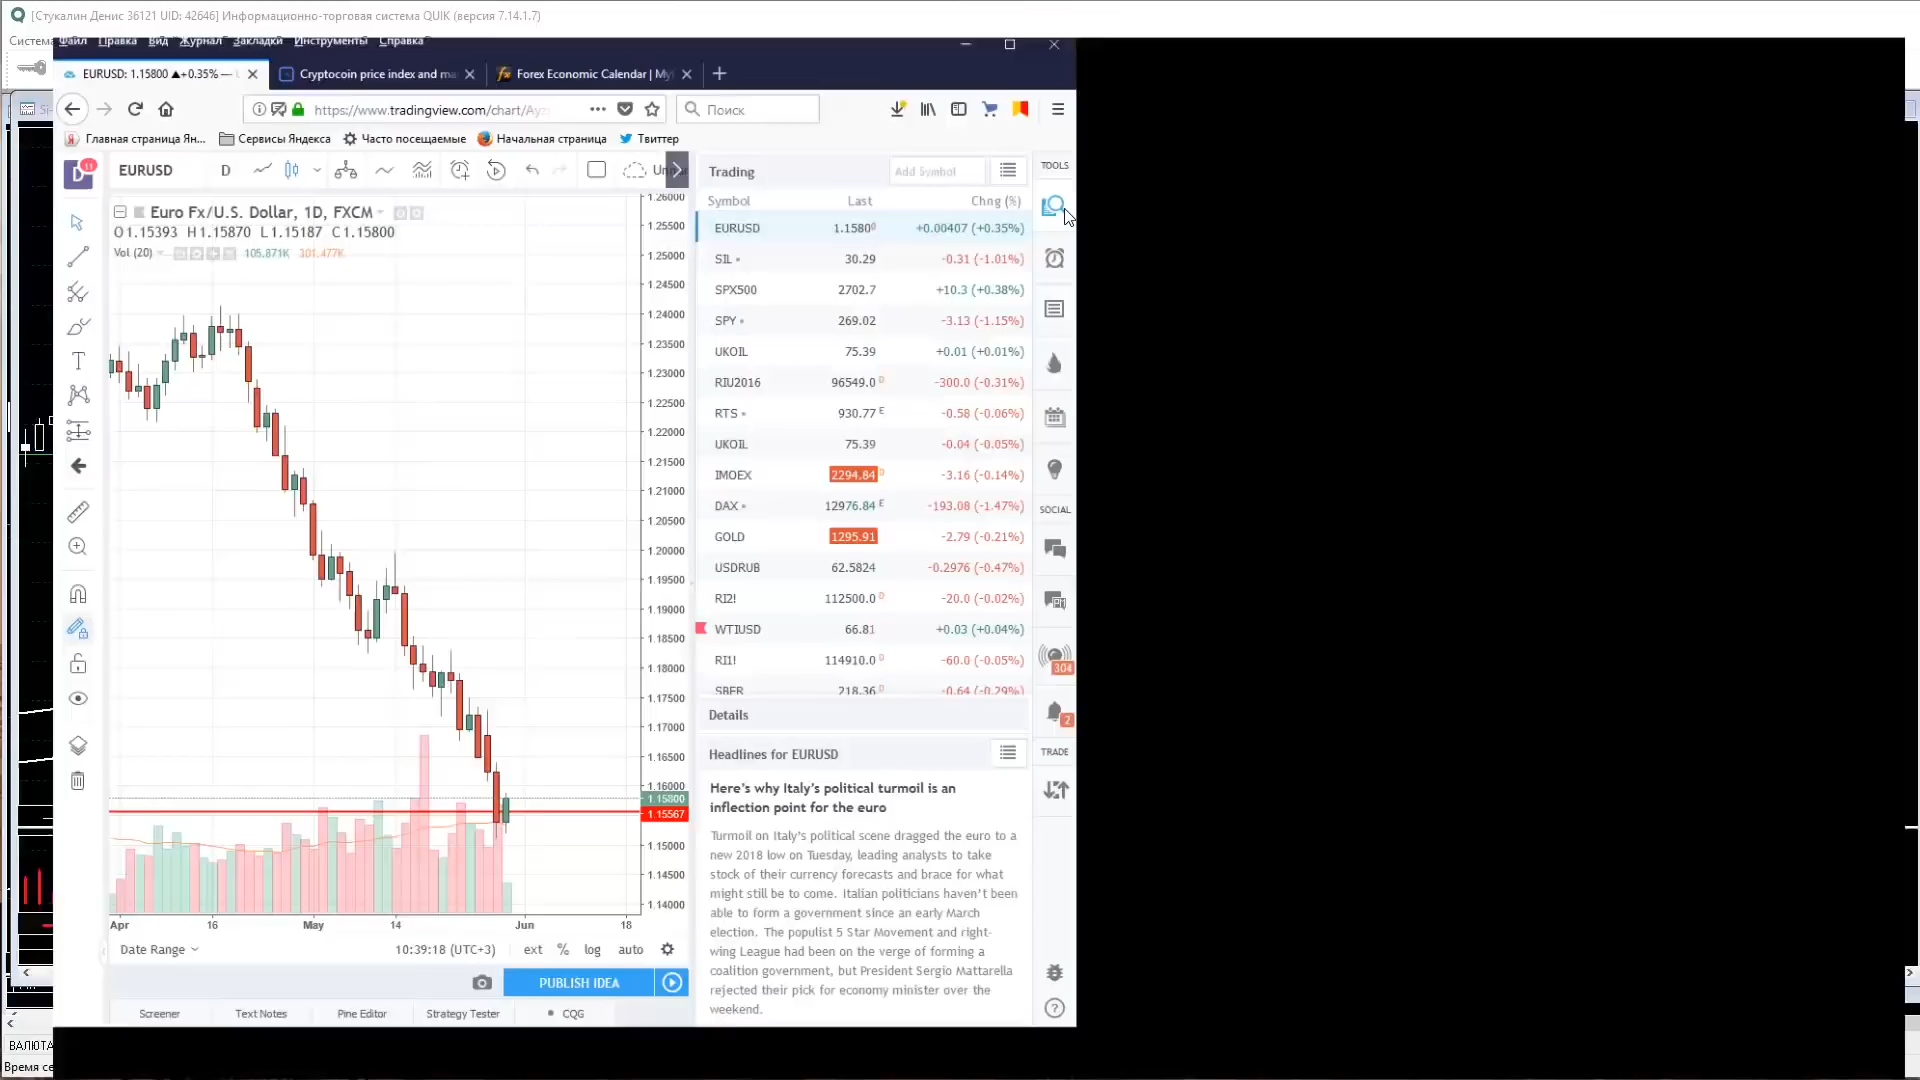 [Стукалин Денис 36121 UID: 42646] Информационно-торговая система QUIK (версия 7.14.1.7)
Система
Файл Правка Вид Журнал Закладки Инструменты Справка
EURUSD: 1.15800 ▲+0.35% —
Cryptocoin price index and ma
Forex Economic Calendar | My
https://www.tradingview.com/chart/Ayz
Поиск
Главная страница Ян...
Сервисы Яндекса
Часто посещаемые
Начальная страница
Твиттер
D 11
EURUSD D
Euro Fx/U.S. Dollar, 1D, FXCM
O 1.15393 H 1.15870 L 1.15187 C 1.15800
Vol (20) 105.871K 301.477K
1.26000
1.25500
1.25000
1.24500
1.24000
1.23500
1.23000
1.22500
1.22000
1.21500
1.21000
1.20500
1.20000
1.19500
1.19000
1.18500
1.18000
1.17500
1.17000
1.16500
1.16000
1.15800
1.15567
1.15000
1.14500
1.14000
Apr 16 May 14 Jun 18
Date Range 10:39:18 (UTC+3) ext % log auto
PUBLISH IDEA
Screener Text Notes Pine Editor Strategy Tester CQG
Trading Add Symbol
Symbol Last Chng (%)
EURUSD 1.15800 +0.00407 (+0.35%)
SIL 30.29 -0.31 (-1.01%)
SPX500 2702.7 +10.3 (+0.38%)
SPY 269.02 -3.13 (-1.15%)
UKOIL 75.39 +0.01 (+0.01%)
RIU2016 96549.0 D -300.0 (-0.31%)
RTS 930.77 E -0.58 (-0.06%)
UKOIL 75.39 -0.04 (-0.05%)
IMOEX 2294.84 D -3.16 (-0.14%)
DAX 12976.84 E -193.08 (-1.47%)
GOLD 1295.91 -2.79 (-0.21%)
USDRUB 62.5824 -0.2976 (-0.47%)
RI2! 112500.0 D -20.0 (-0.02%)
WTIUSD 66.81 +0.03 (+0.04%)
RI1! 114910.0 D -60.0 (-0.05%)
SBER 218.36 D -0.64 (-0.29%)
Details
Headlines for EURUSD
Here's why Italy's political turmoil is an
inflection point for the euro
Turmoil on Italy's political scene dragged the euro to a
new 2018 low on Tuesday, leading analysts to take
stock of their currency forecasts and brace for what
might still be to come. Italian politicians haven't been
able to form a government since an early March
election. The populist 5 Star Movement and right-
wing League had been on the verge of forming a
coalition government, but President Sergio Mattarella
rejected their pick for economy minister over the
weekend.
TOOLS
SOCIAL
304
2
TRADE
ВАЛЮТА
Время се